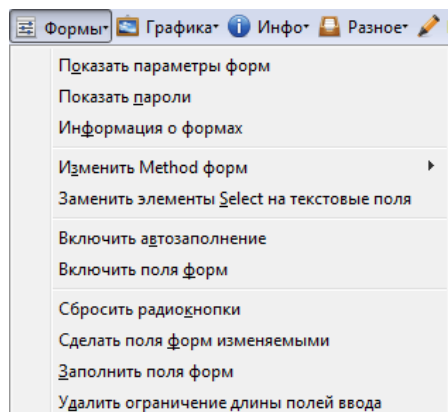 Формы Графика Инфо Разное
Показать параметры форм
Показать пароли
Информация о формах
Изменить Method форм
Заменить элементы Select на текстовые поля
Включить автозаполнение
Включить поля форм
Сбросить радиокнопки
Сделать поля форм изменяемыми
Заполнить поля форм
Удалить ограничение длины полей ввода